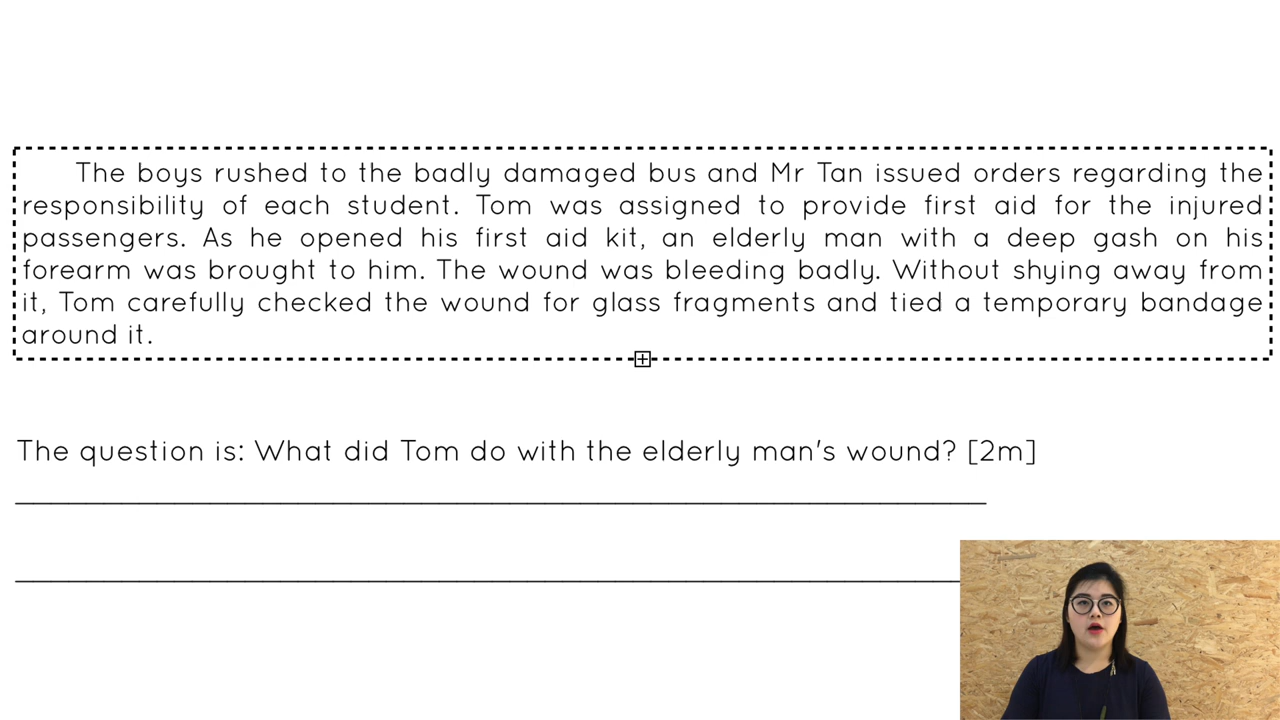 The boys rushed to the badly damaged bus and Mr Tan issued orders regarding the
responsibility of each student. Tom was assigned to provide first aid for the injured
passengers. As he opened his first aid kit, an elderly man with a deep gash on his
forearm was brought to him. The wound was bleeding badly. Without shying away from
it, Tom carefully checked the wound for glass fragments and tied a temporary bandage
around it.
The question is: What did Tom do with the elderly man's wound? [2m]